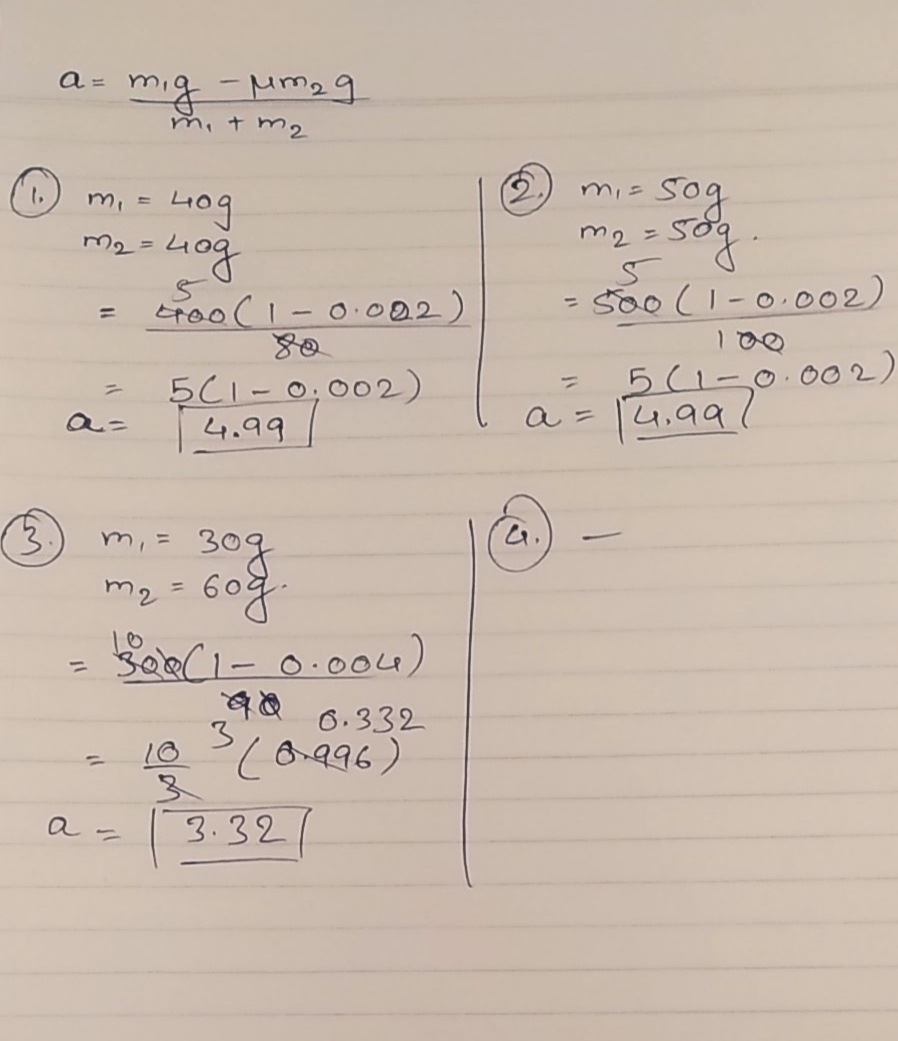 a = m₁g - μm₂g
m₁ + m₂
1.
m₁ = 40g
m₂ = 40g
5
= 400(1 - 0.002)
80
= 5(1 - 0.002)
a = 4.99
2.
m₁ = 50g
m₂ = 50g.
5
= 500(1 - 0.002)
100
= 5(1 - 0.002)
a = 4.99
3.
m₁ = 30g
m₂ = 60g.
10
= 300(1 - 0.004)
90
3 0.332
= 10 (0.996)
3
a = 3.32
4. —